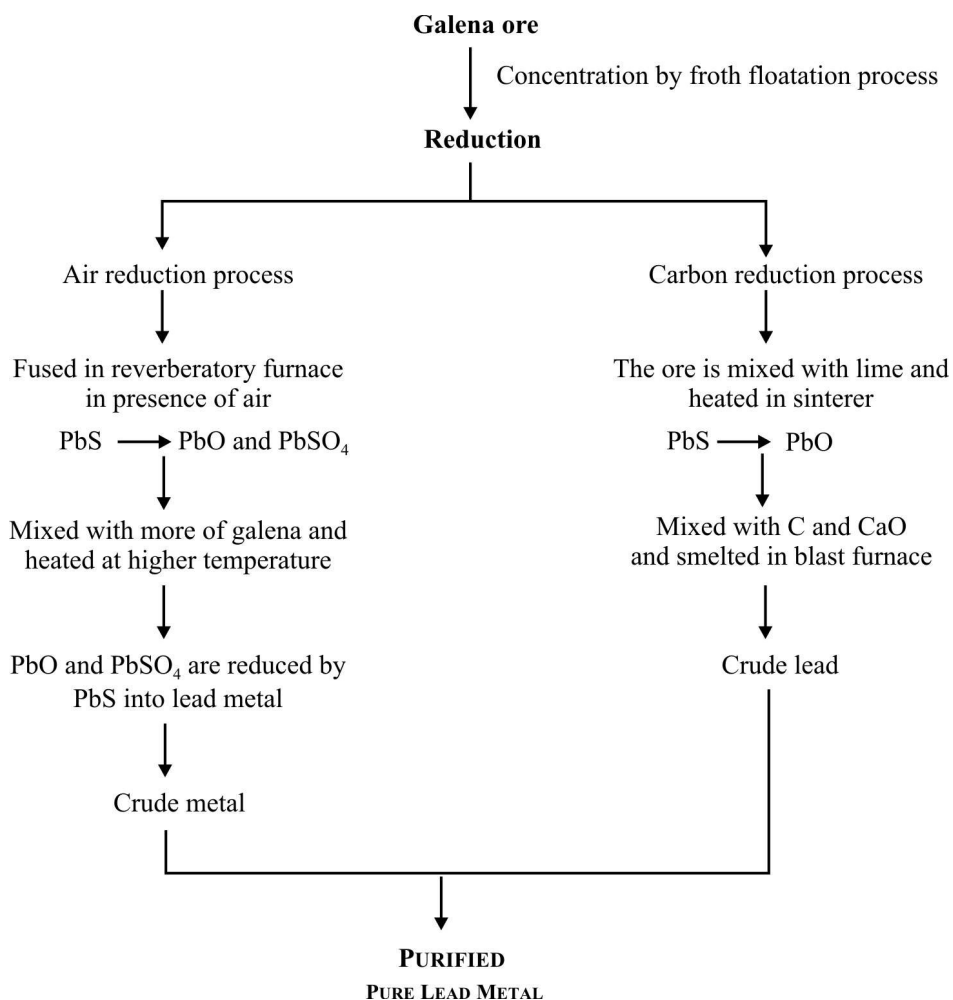 Galena ore
Concentration by froth floatation process
Reduction
Air reduction process
Fused in reverberatory furnace
in presence of air
PbS → PbO and PbSO₄
Mixed with more of galena and
heated at higher temperature
PbO and PbSO₄ are reduced by
PbS into lead metal
Crude metal
Carbon reduction process
The ore is mixed with lime and
heated in sinterer
PbS → PbO
Mixed with C and CaO
and smelted in blast furnace
Crude lead
PURIFIED
PURE LEAD METAL